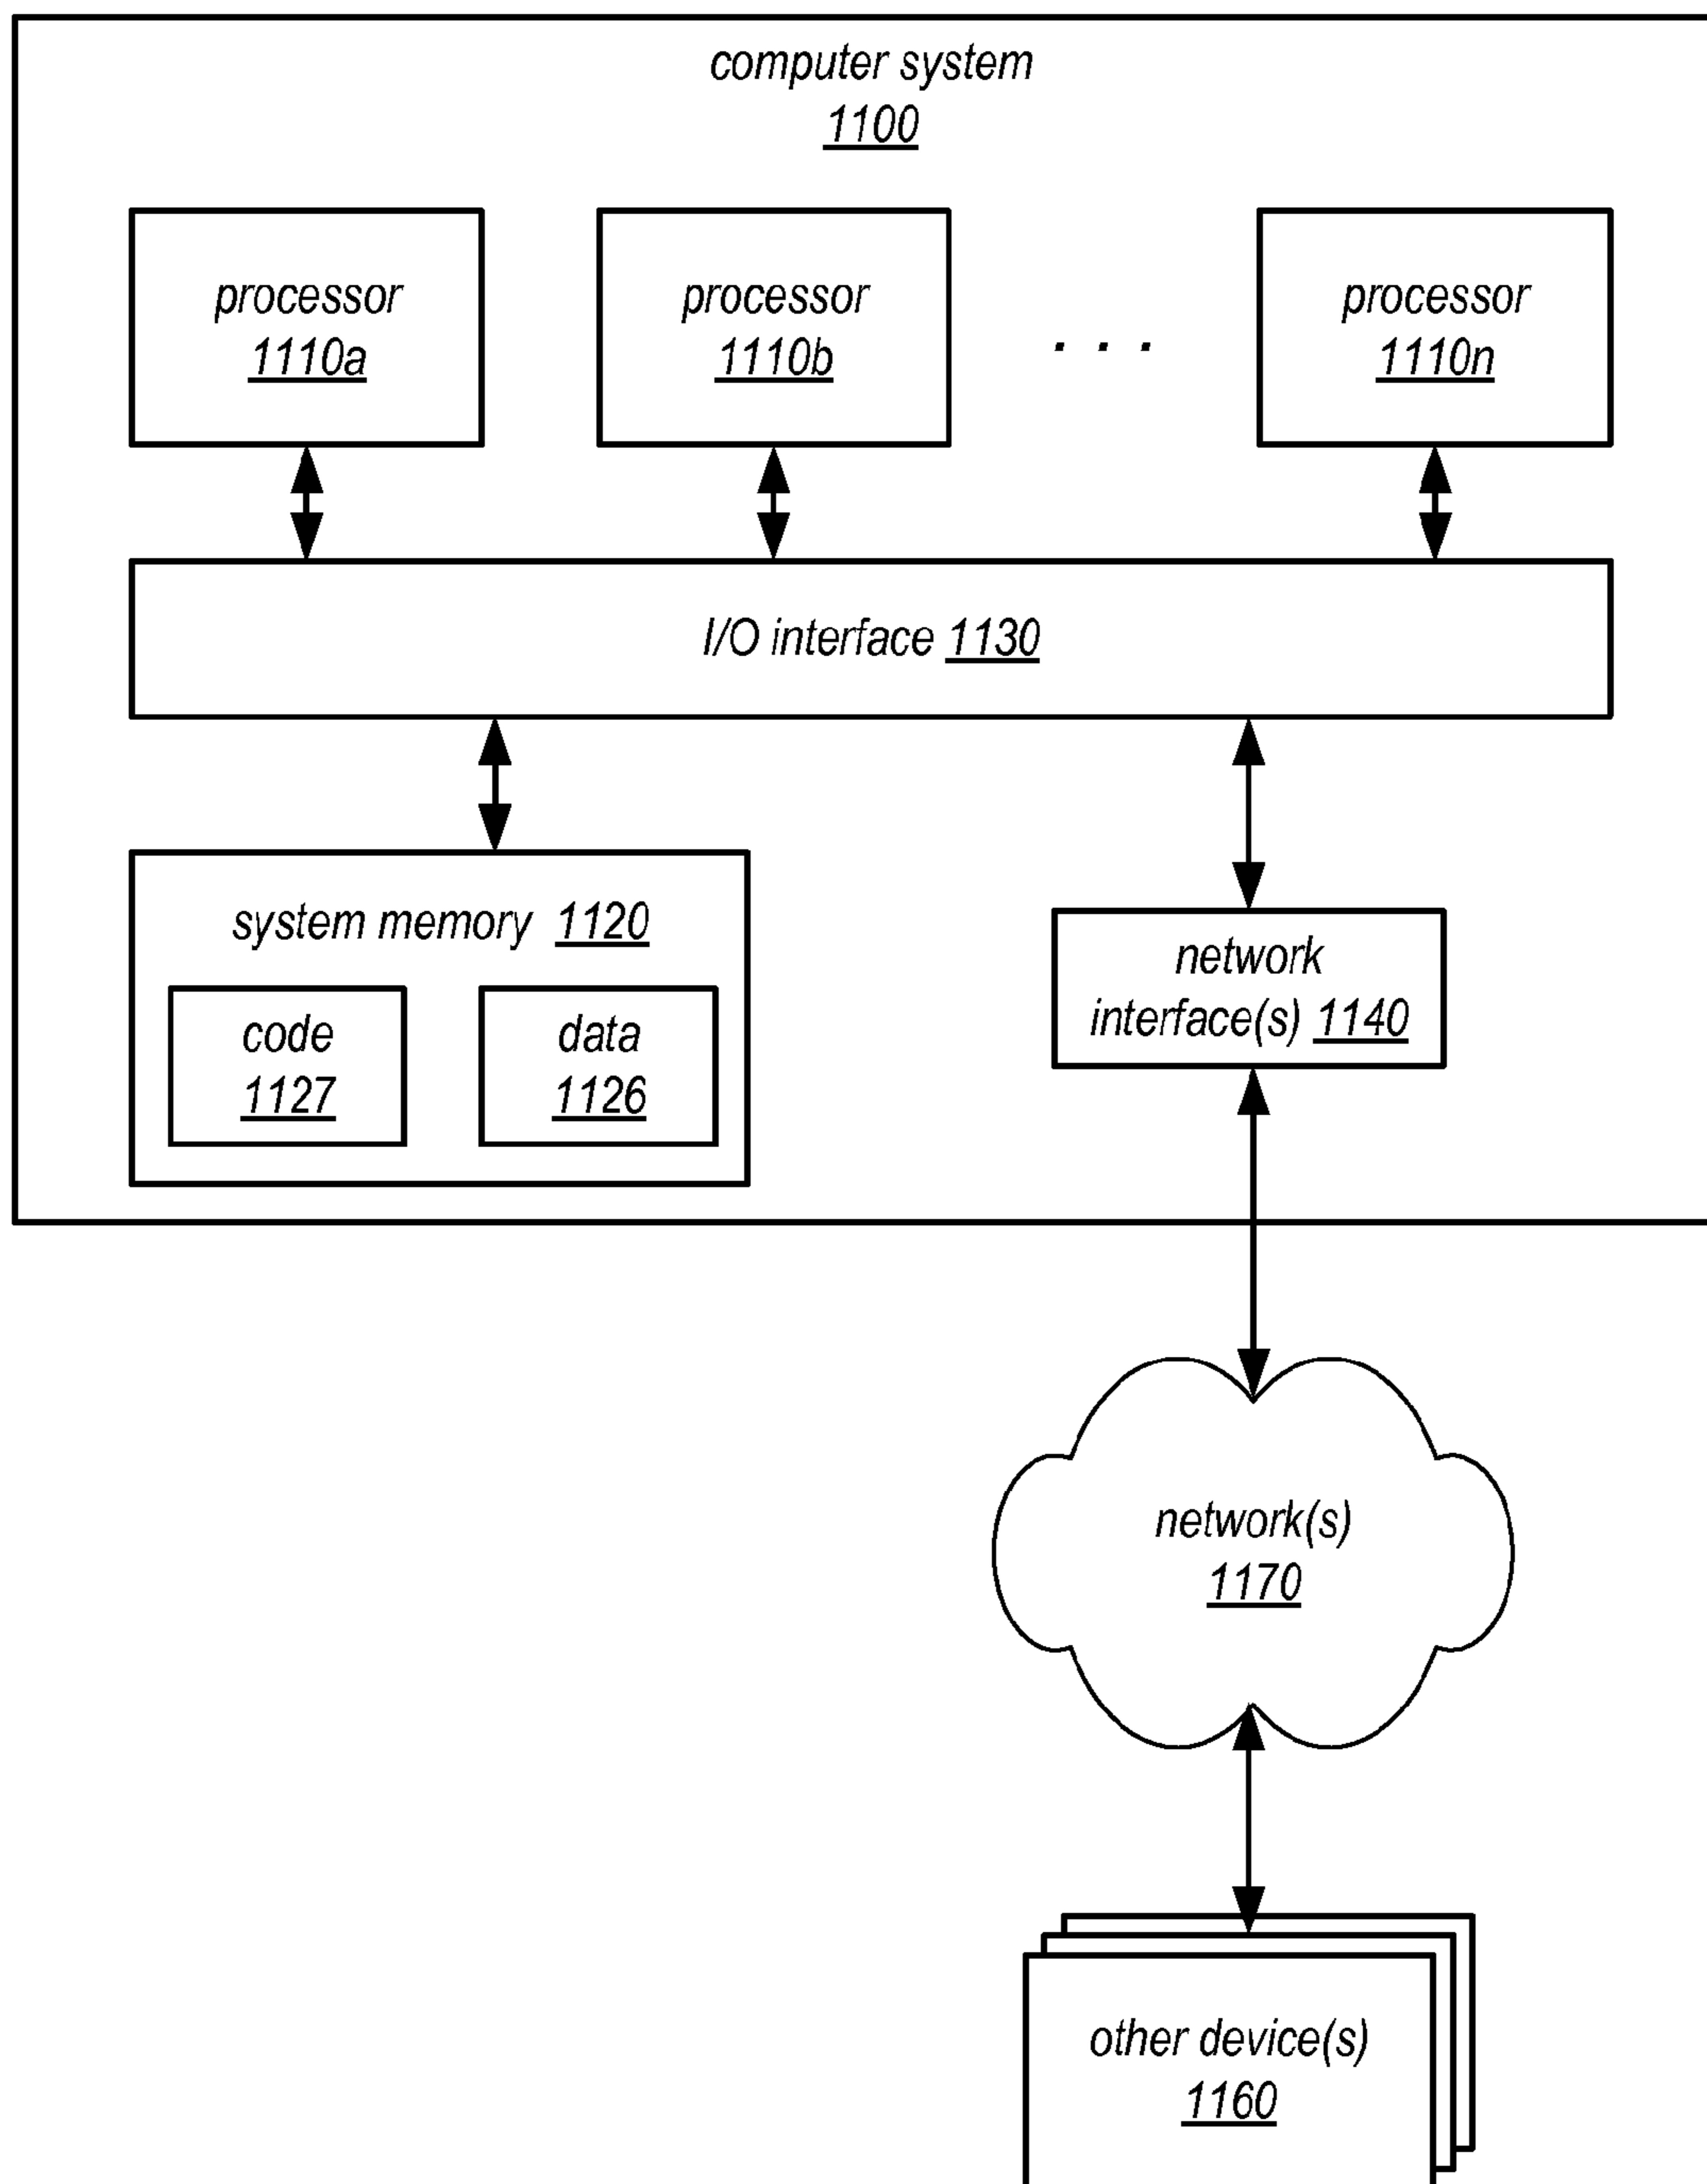 computer system
1100
processor
1110a
processor
1110b
. . .
processor
1110n
I/O interface 1130
system memory 1120
code
1127
data
1126
network
interface(s) 1140
network(s)
1170
other device(s)
1160